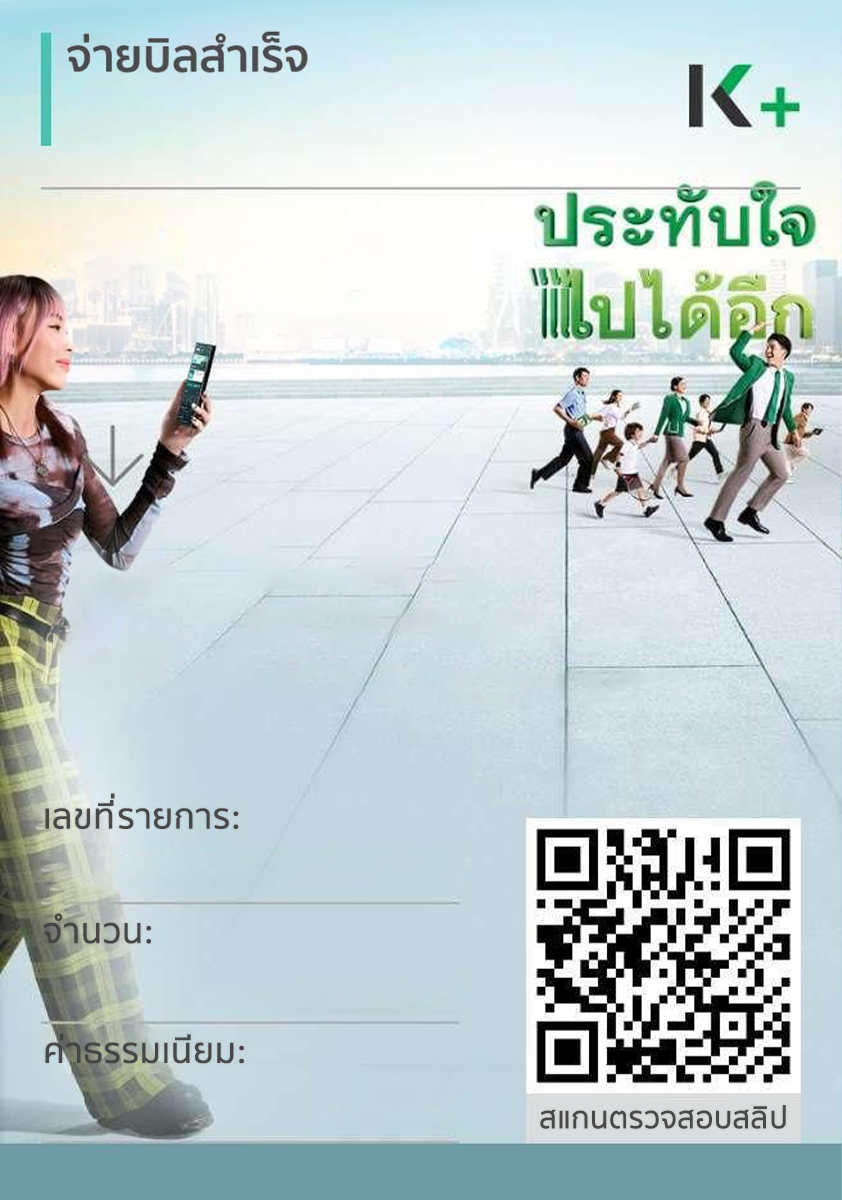 จ่ายบิลสำเร็จ
K+
ประทับใจ
ไปได้อีก
เลขที่รายการ:
จำนวน:
ค่าธรรมเนียม:
สแกนตรวจสอบสลิป